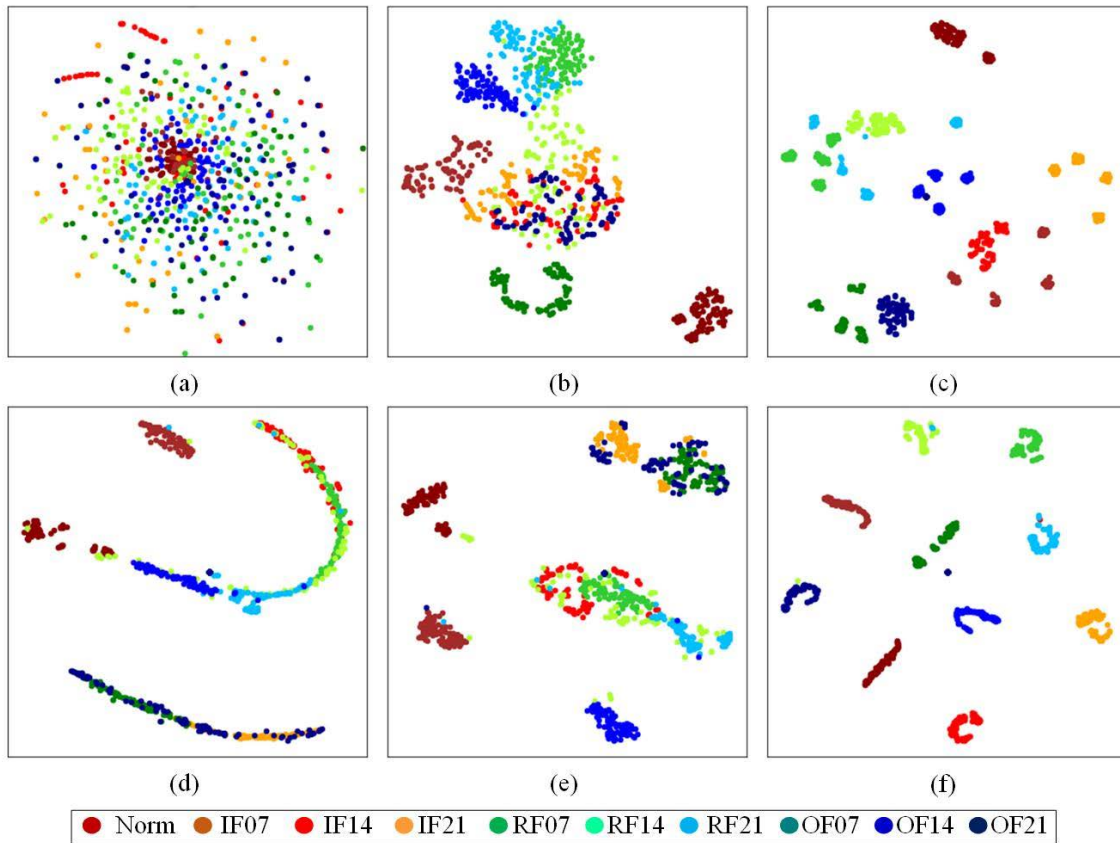 (a) (b) (c)
(d) (e) (f)
Norm IF07 IF14 IF21 RF07 RF14 RF21 OF07 OF14 OF21